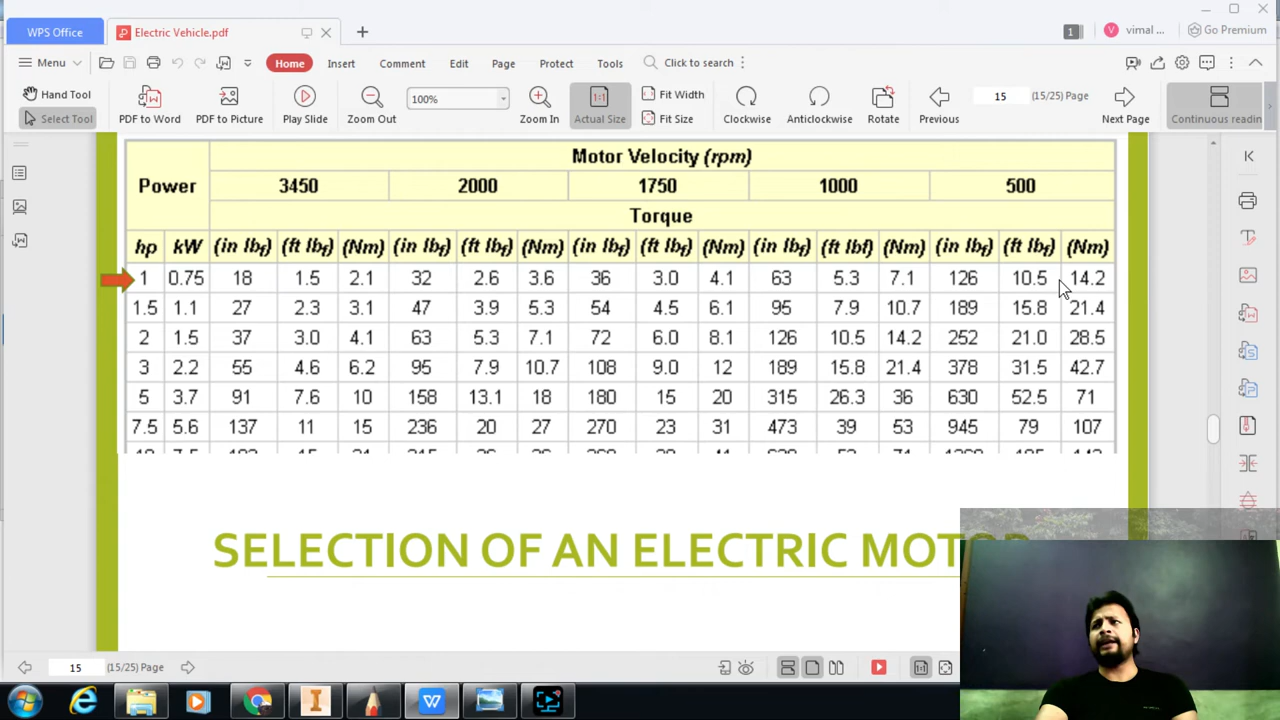 WPS Office Electric Vehicle.pdf 1 V vimal ... Go Premium
Menu Home Insert Comment Edit Page Protect Tools Click to search
Hand Tool
Select Tool
PDF to Word PDF to Picture Play Slide Zoom Out 100% Zoom In 1:1 Actual Size
Fit Width
Fit Size
Clockwise Anticlockwise Rotate Previous 15 (15/25) Page Next Page Continuous readin
Power Motor Velocity (rpm)
3450 2000 1750 1000 500
Torque
hp kW (in lbf) (ft lbf) (Nm) (in lbf) (ft lbf) (Nm) (in lbf) (ft lbf) (Nm) (in lbf) (ft lbf) (Nm) (in lbf) (ft lbf) (Nm)
1 0.75 18 1.5 2.1 32 2.6 3.6 36 3.0 4.1 63 5.3 7.1 126 10.5 14.2
1.5 1.1 27 2.3 3.1 47 3.9 5.3 54 4.5 6.1 95 7.9 10.7 189 15.8 21.4
2 1.5 37 3.0 4.1 63 5.3 7.1 72 6.0 8.1 126 10.5 14.2 252 21.0 28.5
3 2.2 55 4.6 6.2 95 7.9 10.7 108 9.0 12 189 15.8 21.4 378 31.5 42.7
5 3.7 91 7.6 10 158 13.1 18 180 15 20 315 26.3 36 630 52.5 71
7.5 5.6 137 11 15 236 20 27 270 23 31 473 39 53 945 79 107
SELECTION OF AN ELECTRIC MOTOR
15 (15/25) Page